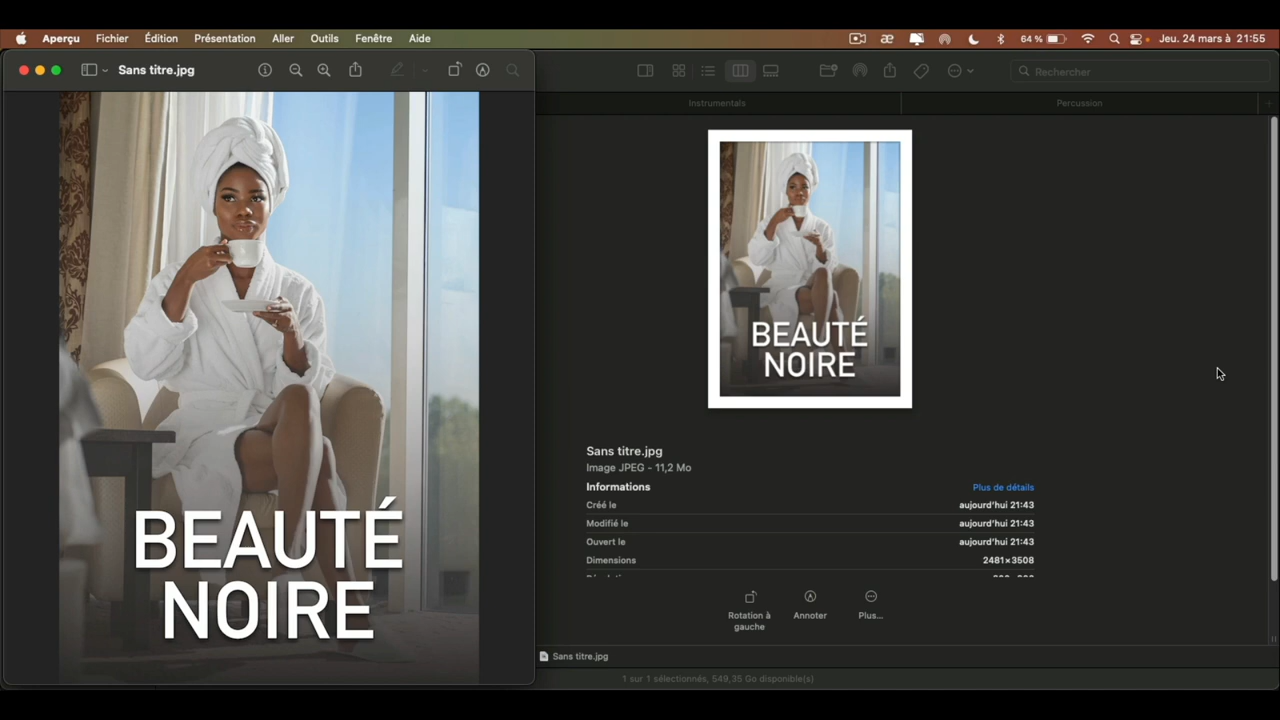 Aperçu Fichier Édition Présentation Aller Outils Fenêtre Aide
64 % Jeu. 24 mars à 21:55
Sans titre.jpg
Rechercher
Instrumentals Percussion
BEAUTÉ
NOIRE
BEAUTÉ
NOIRE
Sans titre.jpg
Image JPEG - 11,2 Mo
Informations Plus de détails
Créé le aujourd'hui 21:43
Modifié le aujourd'hui 21:43
Ouvert le aujourd'hui 21:43
Dimensions 2481×3508
Rotation à gauche
Annoter
Plus...
Sans titre.jpg
1 sur 1 sélectionnés, 549,35 Go disponible(s)